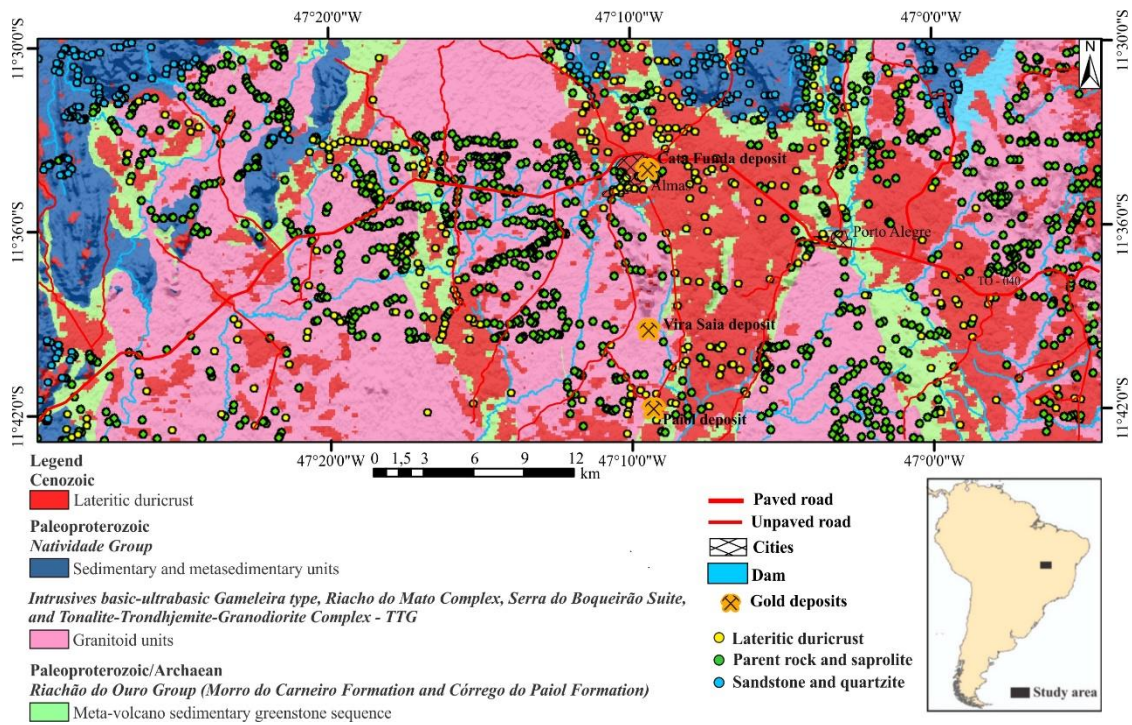 47°20'0"W 47°10'0"W 47°0'0"W
11°30'0"S 11°30'0"S
N
Cata Funda deposit
Almas
11°36'0"S Porto Alegre 11°36'0"S
TO - 040
Vira Saia deposit
11°42'0"S 11°42'0"S
Paiol deposit
47°20'0"W 47°10'0"W 47°0'0"W
0 1,5 3 6 9 12
km
Legend
Cenozoic
Lateritic duricrust
Paleoproterozoic
Natividade Group
Sedimentary and metasedimentary units
Intrusives basic-ultrabasic Gameleira type, Riacho do Mato Complex, Serra do Boqueirão Suite,
and Tonalite-Trondhjemite-Granodiorite Complex - TTG
Granitoid units
Paleoproterozoic/Archaean
Riachão do Ouro Group (Morro do Carneiro Formation and Córrego do Paiol Formation)
Meta-volcano sedimentary greenstone sequence
Paved road
Unpaved road
Cities
Dam
Gold deposits
Lateritic duricrust
Parent rock and saprolite
Sandstone and quartzite
Study area